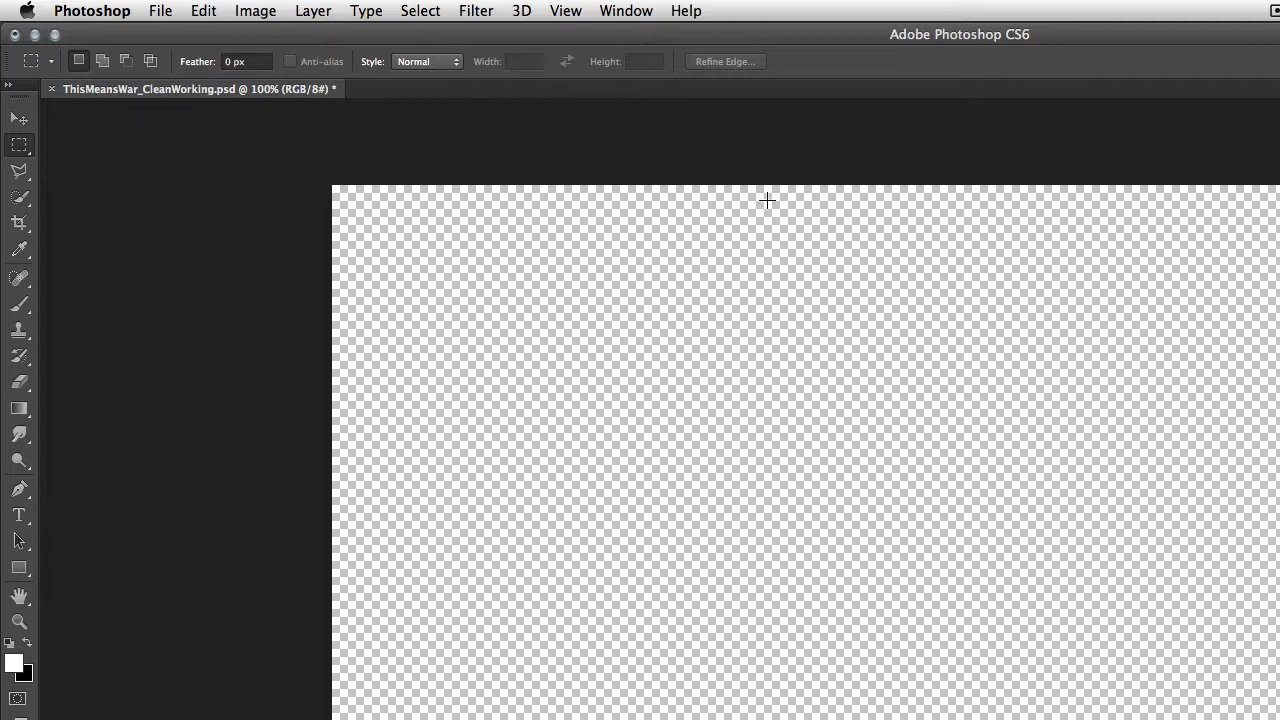 Photoshop File Edit Image Layer Type Select Filter 3D View Window Help
Adobe Photoshop CS6
Feather: 0 px Anti-alias Style: Normal Width: Height: Refine Edge...
× ThisMeansWar_CleanWorking.psd @ 100% (RGB/8#) *
T